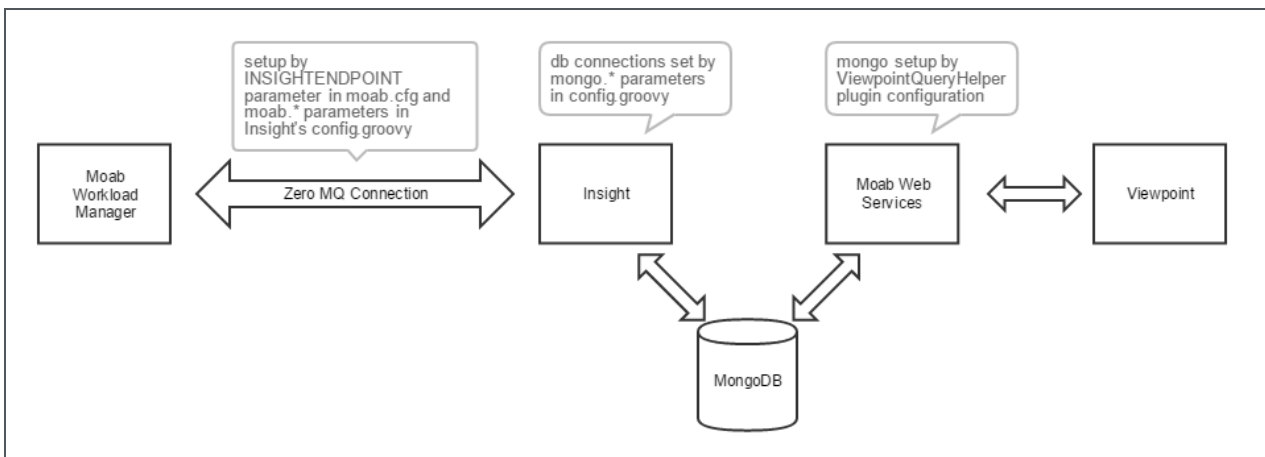 setup by
INSIGHTENDPOINT
parameter in moab.cfg and
moab.* parameters in
Insight's config.groovy
db connections set by
mongo.* parameters
in config.groovy
mongo setup by
ViewpointQueryHelper
plugin configuration
Moab
Workload
Manager
Zero MQ Connection
Insight
Moab Web
Services
Viewpoint
MongoDB